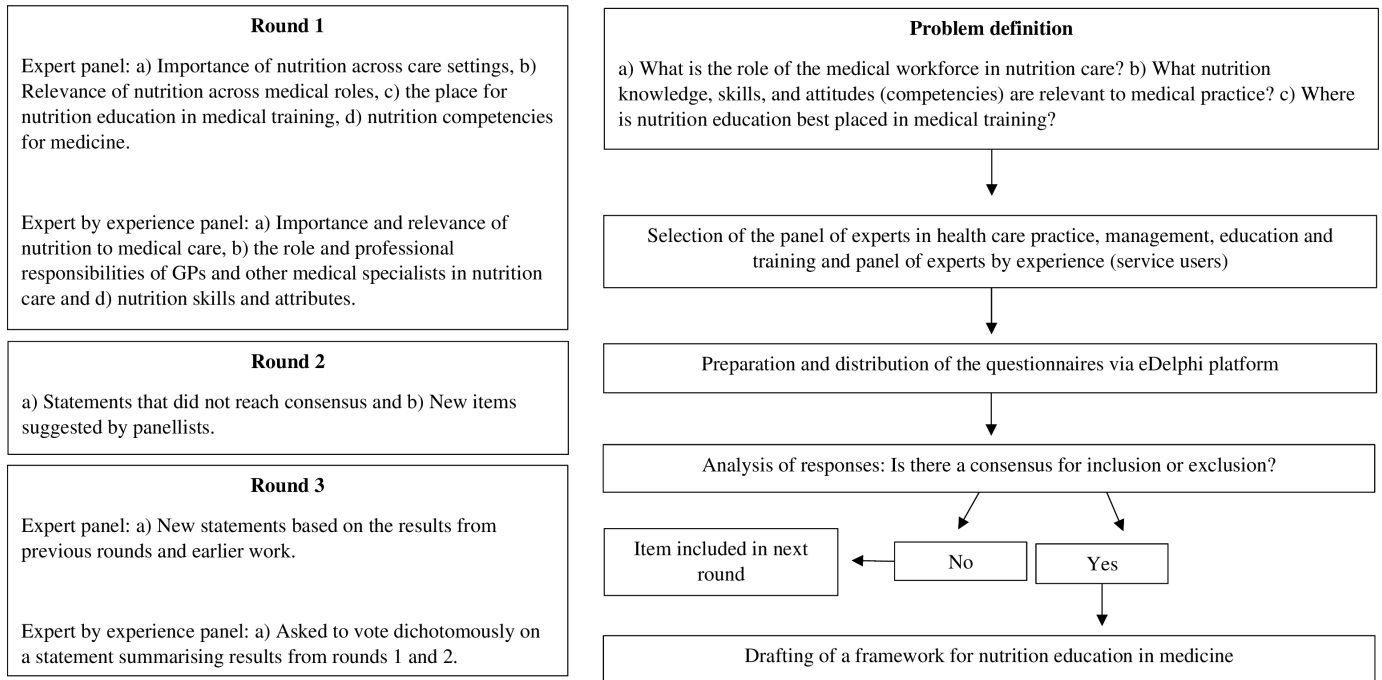 Round 1
Expert panel: a) Importance of nutrition across care settings, b)
Relevance of nutrition across medical roles, c) the place for
nutrition education in medical training, d) nutrition competencies
for medicine.
Expert by experience panel: a) Importance and relevance of
nutrition to medical care, b) the role and professional
responsibilities of GPs and other medical specialists in nutrition
care and d) nutrition skills and attributes.
Round 2
a) Statements that did not reach consensus and b) New items
suggested by panellists.
Round 3
Expert panel: a) New statements based on the results from
previous rounds and earlier work.
Expert by experience panel: a) Asked to vote dichotomously on
a statement summarising results from rounds 1 and 2.
Problem definition
a) What is the role of the medical workforce in nutrition care? b) What nutrition
knowledge, skills, and attitudes (competencies) are relevant to medical practice? c) Where
is nutrition education best placed in medical training?
Selection of the panel of experts in health care practice, management, education and
training and panel of experts by experience (service users)
Preparation and distribution of the questionnaires via eDelphi platform
Analysis of responses: Is there a consensus for inclusion or exclusion?
Item included in next
round
No
Yes
Drafting of a framework for nutrition education in medicine